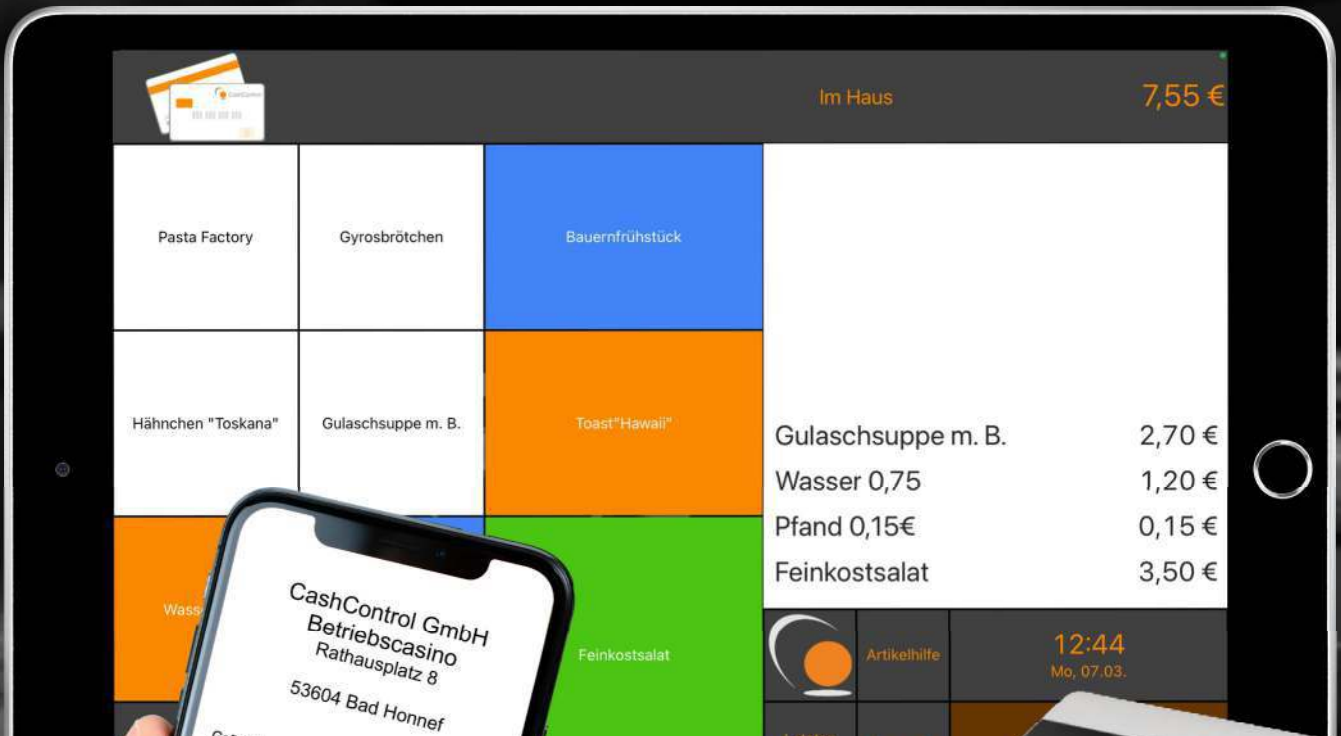 Im Haus
7,55 €
Pasta Factory
Gyrosbrötchen
Bauernfrühstück
Hähnchen "Toskana"
Gulaschsuppe m. B.
Toast"Hawaii"
Gulaschsuppe m. B. 2,70 €
Wasser 0,75 1,20 €
Pfand 0,15€ 0,15 €
Feinkostsalat 3,50 €
Feinkostsalat
Artikelhilfe
12:44
Mo, 07.03.
CashControl GmbH
Betriebscasino
Rathausplatz 8
53604 Bad Honnef